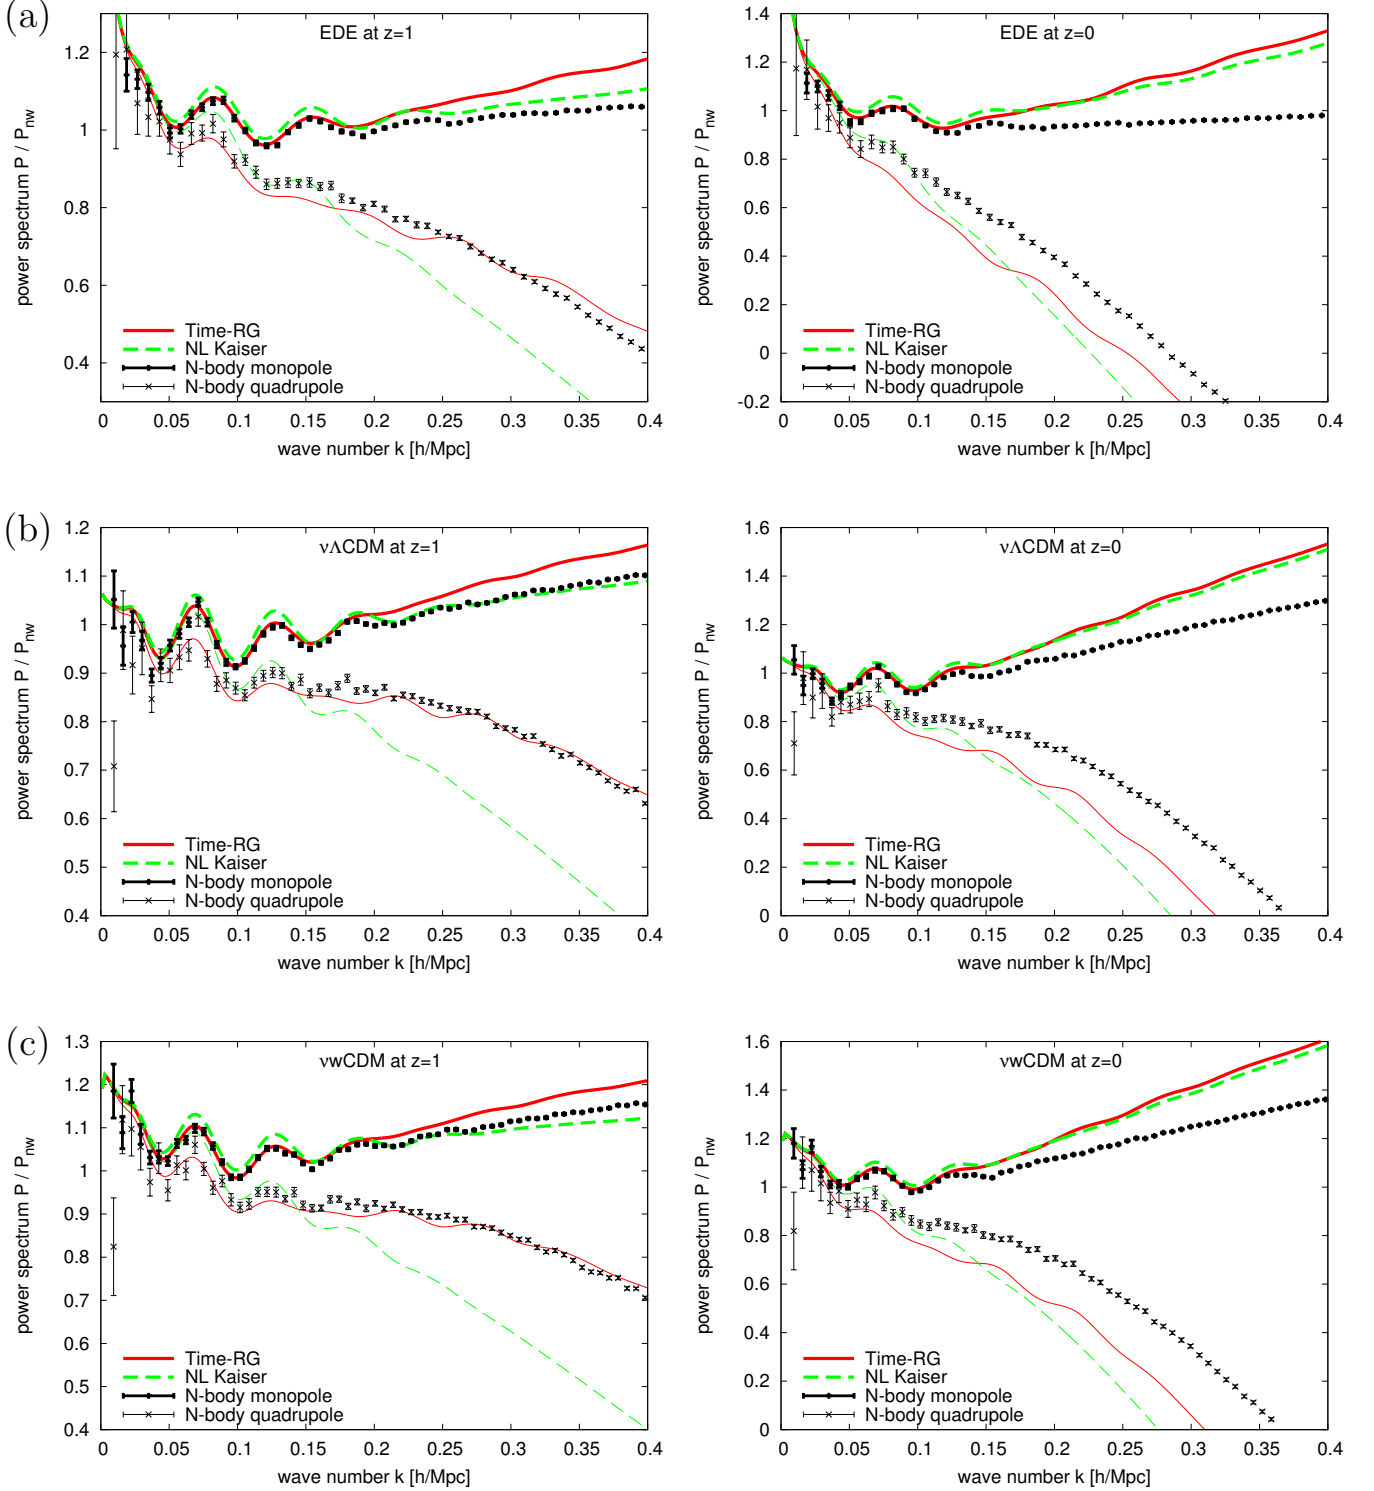 (a)
EDE at z=1
power spectrum P / Pnw
1.2
1
0.8
0.6
0.4
Time-RG
NL Kaiser
N-body monopole
N-body quadrupole
0 0.05 0.1 0.15 0.2 0.25 0.3 0.35 0.4
wave number k [h/Mpc]
EDE at z=0
power spectrum P / Pnw
1.4
1.2
1
0.8
0.6
0.4
0.2
0
-0.2
Time-RG
NL Kaiser
N-body monopole
N-body quadrupole
0 0.05 0.1 0.15 0.2 0.25 0.3 0.35 0.4
wave number k [h/Mpc]
(b)
νΛCDM at z=1
power spectrum P / Pnw
1.2
1.1
1
0.9
0.8
0.7
0.6
0.5
0.4
Time-RG
NL Kaiser
N-body monopole
N-body quadrupole
0 0.05 0.1 0.15 0.2 0.25 0.3 0.35 0.4
wave number k [h/Mpc]
νΛCDM at z=0
power spectrum P / Pnw
1.6
1.4
1.2
1
0.8
0.6
0.4
0.2
0
Time-RG
NL Kaiser
N-body monopole
N-body quadrupole
0 0.05 0.1 0.15 0.2 0.25 0.3 0.35 0.4
wave number k [h/Mpc]
(c)
νwCDM at z=1
power spectrum P / Pnw
1.3
1.2
1.1
1
0.9
0.8
0.7
0.6
0.5
0.4
Time-RG
NL Kaiser
N-body monopole
N-body quadrupole
0 0.05 0.1 0.15 0.2 0.25 0.3 0.35 0.4
wave number k [h/Mpc]
νwCDM at z=0
power spectrum P / Pnw
1.6
1.4
1.2
1
0.8
0.6
0.4
0.2
0
Time-RG
NL Kaiser
N-body monopole
N-body quadrupole
0 0.05 0.1 0.15 0.2 0.25 0.3 0.35 0.4
wave number k [h/Mpc]